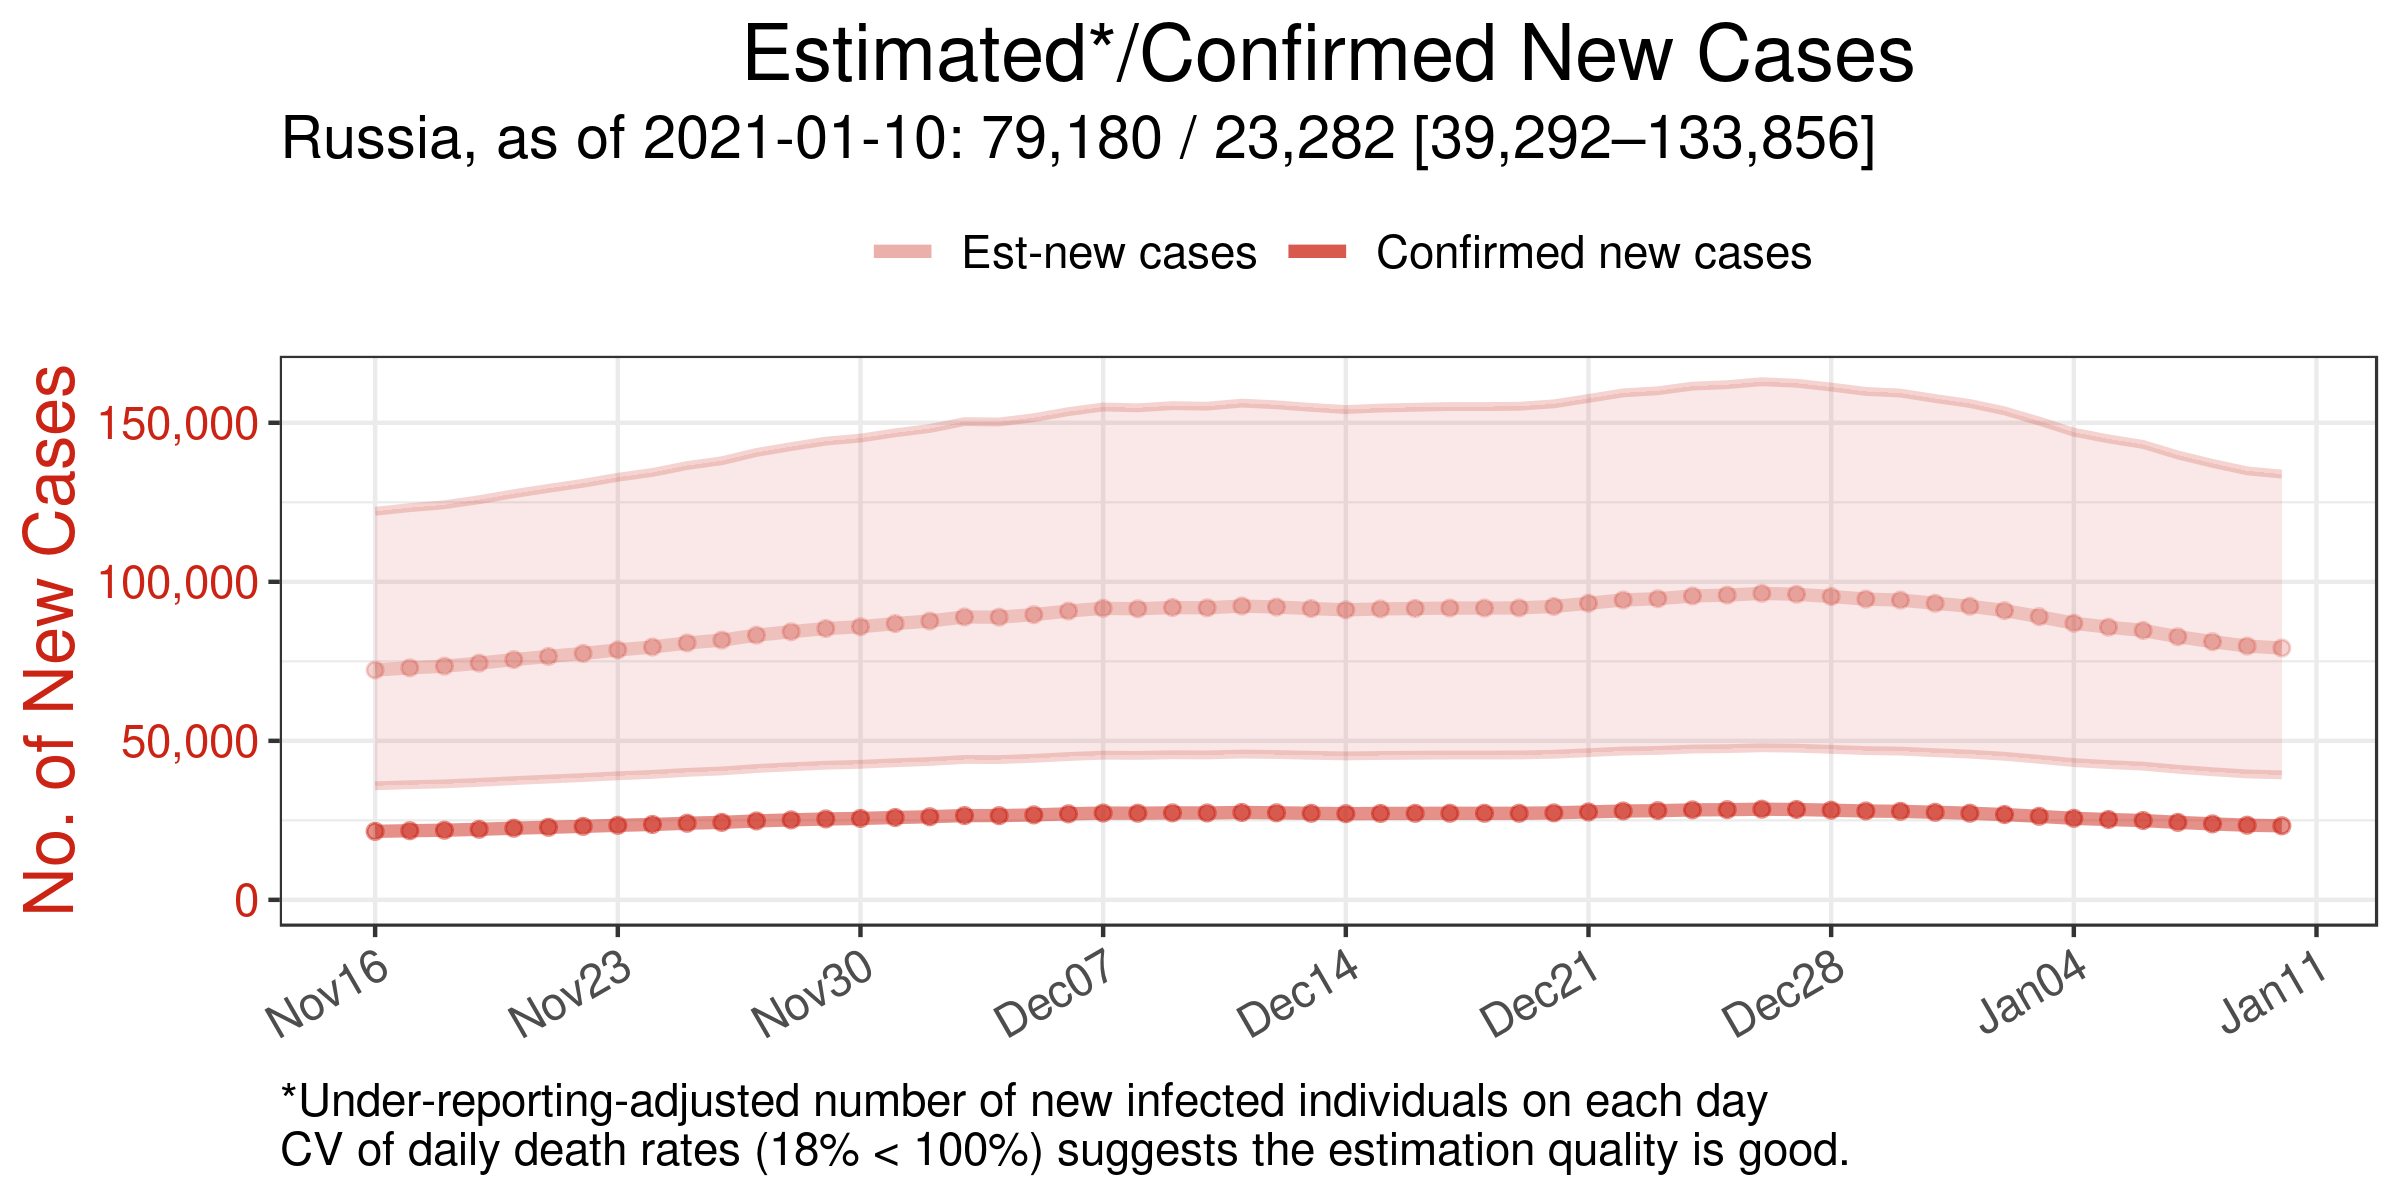 Estimated*/Confirmed New Cases
Russia, as of 2021-01-10: 79,180 / 23,282 [39,292–133,856]
Est-new cases
Confirmed new cases
No. of New Cases
150,000
100,000
50,000
0
Nov16
Nov23
Nov30
Dec07
Dec14
Dec21
Dec28
Jan04
Jan11
*Under-reporting-adjusted number of new infected individuals on each day
CV of daily death rates (18% < 100%) suggests the estimation quality is good.